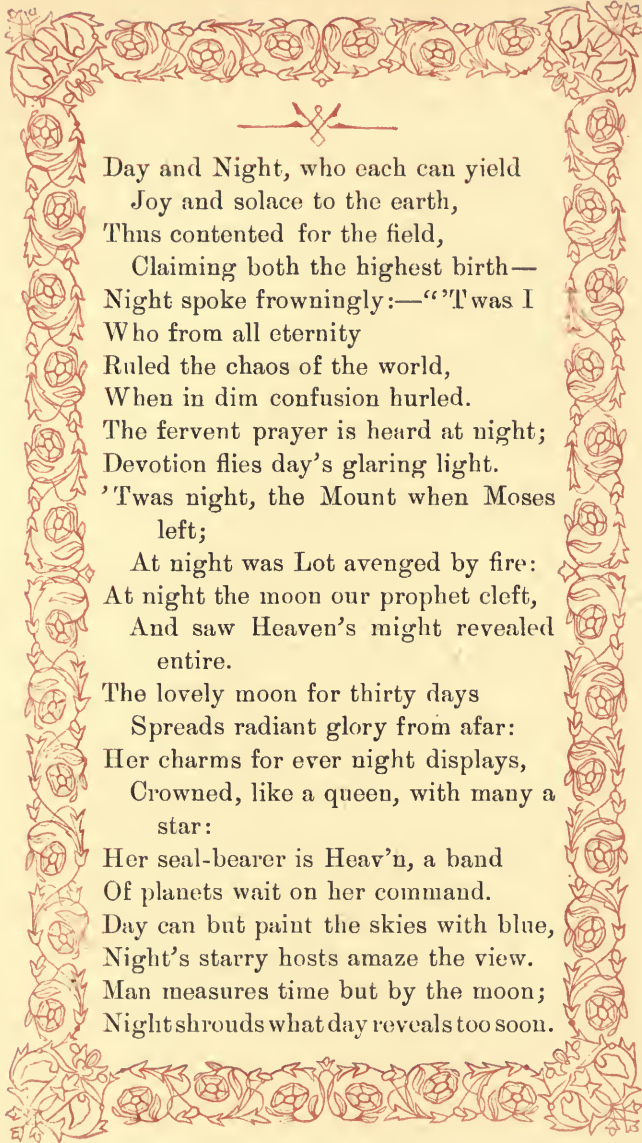 Day and Night, who each can yield
Joy and solace to the earth,
Thus contented for the field,
Claiming both the highest birth—
Night spoke frowningly:—“’Twas I
Who from all eternity
Ruled the chaos of the world,
When in dim confusion hurled.
The fervent prayer is heard at night;
Devotion flies day’s glaring light.
’Twas night, the Mount when Moses
left;
At night was Lot avenged by fire:
At night the moon our prophet cleft,
And saw Heaven’s might revealed
entire.
The lovely moon for thirty days
Spreads radiant glory from afar:
Her charms for ever night displays,
Crowned, like a queen, with many a
star:
Her seal-bearer is Heav’n, a band
Of planets wait on her command.
Day can but paint the skies with blue,
Night’s starry hosts amaze the view.
Man measures time but by the moon;
Night shrouds what day reveals too soon.